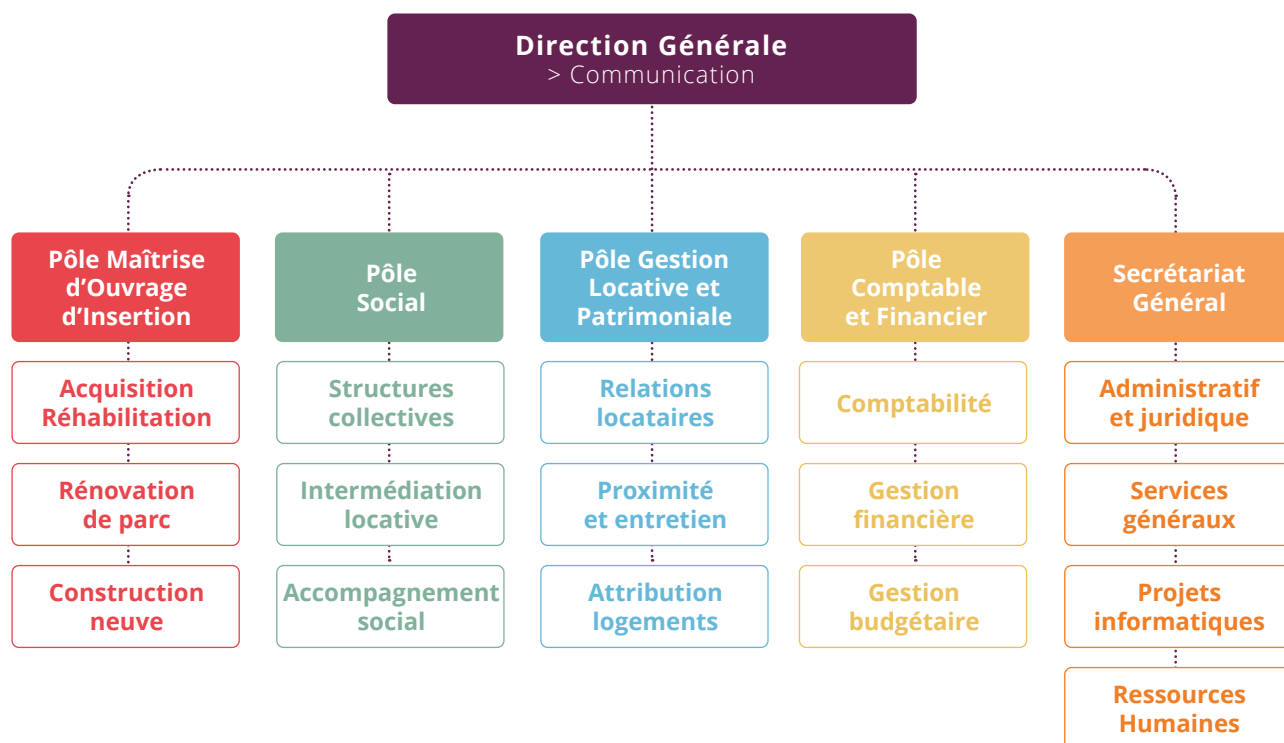 Direction Générale
> Communication
Pôle Maîtrise
d’Ouvrage
d’Insertion
Acquisition
Réhabilitation
Rénovation
de parc
Construction
neuve
Pôle
Social
Structures
collectives
Intermédiation
locative
Accompagnement
social
Pôle Gestion
Locative et
Patrimoniale
Relations
locataires
Proximité
et entretien
Attribution
logements
Pôle
Comptable
et Financier
Comptabilité
Gestion
financière
Gestion
budgétaire
Secrétariat
Général
Administratif
et juridique
Services
généraux
Projets
informatiques
Ressources
Humaines